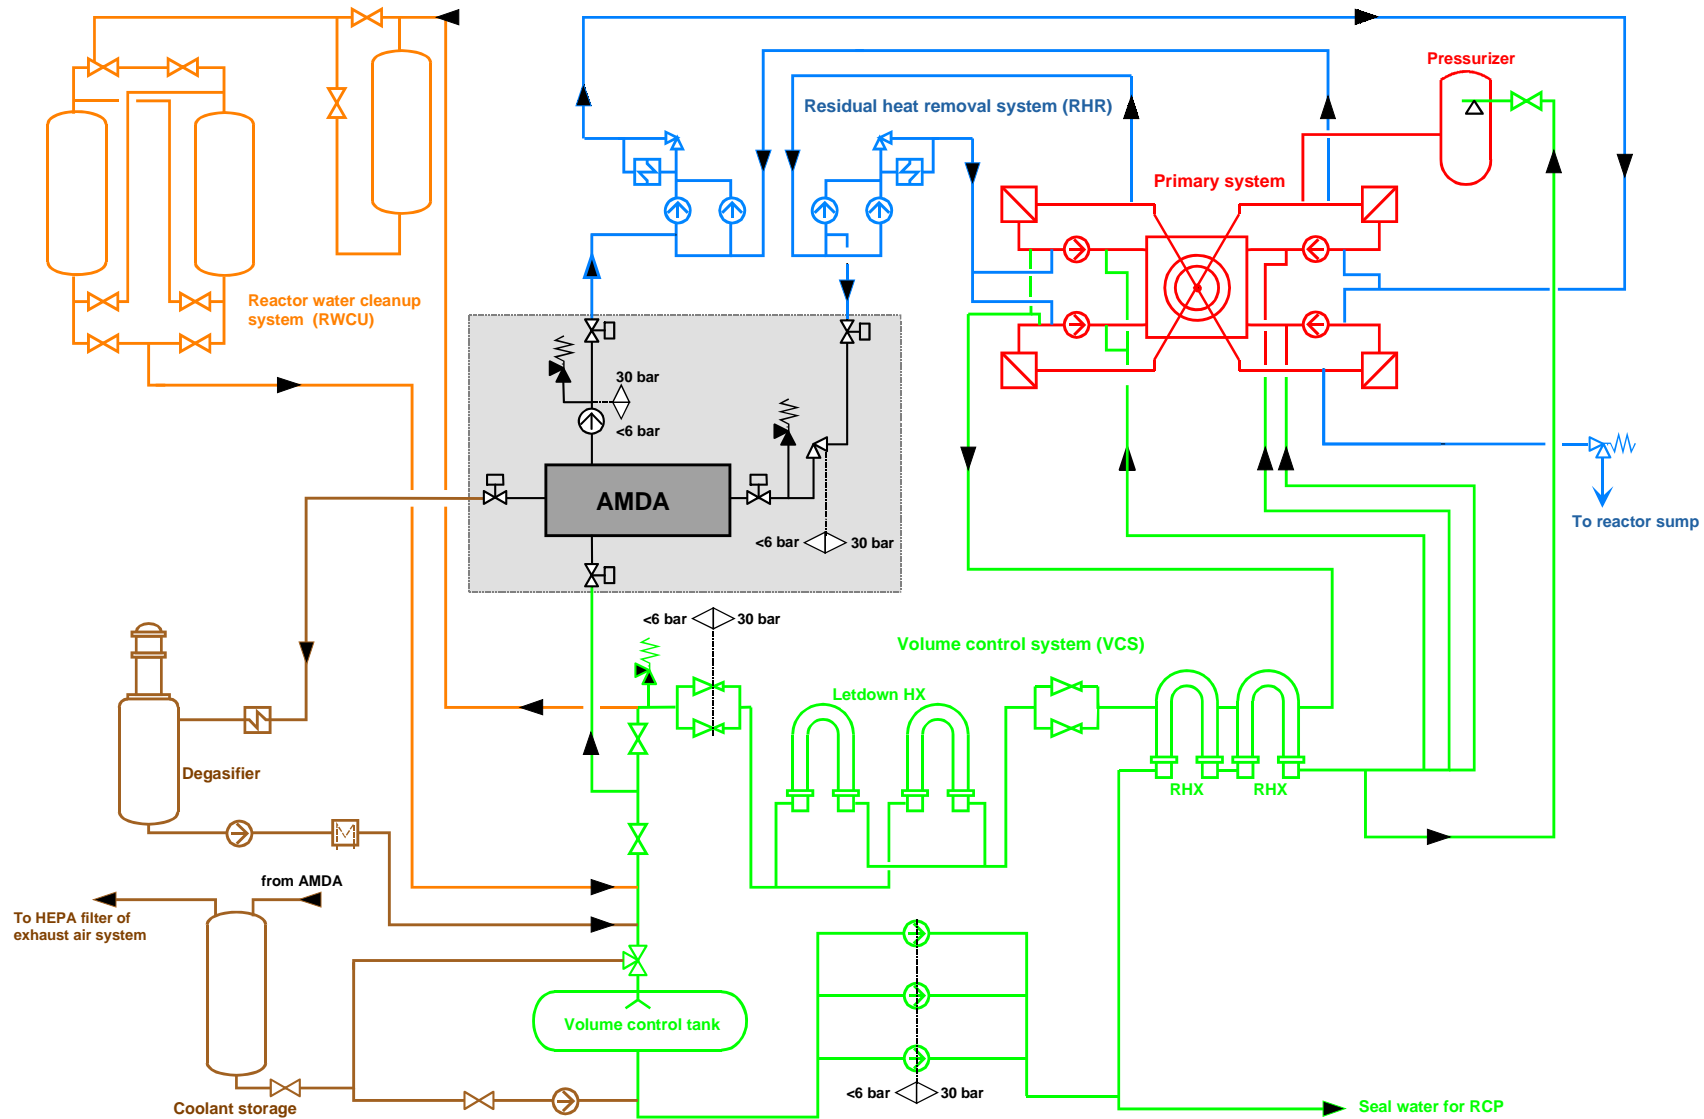 Pressurizer
Residual heat removal system (RHR)
Primary system
Reactor water cleanup
system  (RWCU)
30 bar
<6 bar
AMDA
<6 bar
30 bar
To reactor sump
<6 bar
30 bar
Volume control system (VCS)
Letdown HX
Degasifier
RHX
RHX
from AMDA
To HEPA filter of
exhaust air system
Volume control tank
<6 bar
30 bar
Coolant storage
Seal water for RCP